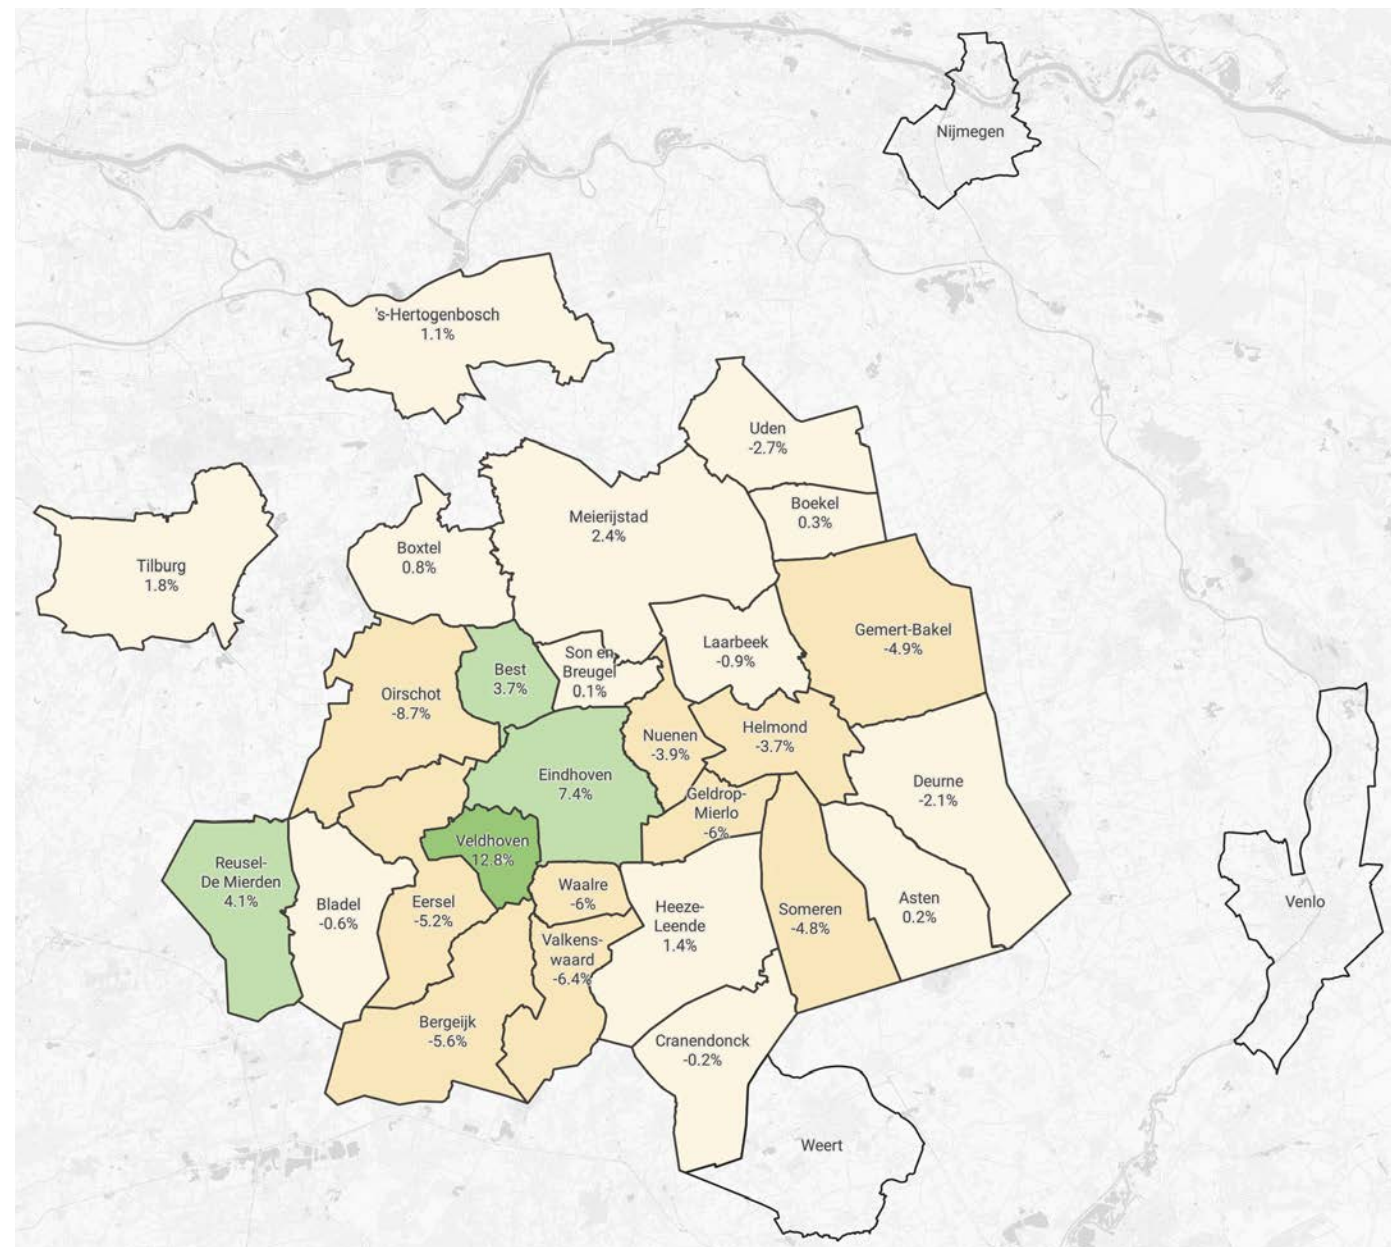 Nijmegen
's-Hertogenbosch
1.1%
Uden
-2.7%
Boekel
0.3%
Meierijstad
2.4%
Boxtel
0.8%
Tilburg
1.8%
Gemert-Bakel
-4.9%
Laarbeek
-0.9%
Son en
Breugel
0.1%
Best
3.7%
Oirschot
-8.7%
Nuenen
-3.9%
Helmond
-3.7%
Eindhoven
7.4%
Deurne
-2.1%
Geldrop-
Mierlo
-6%
Veldhoven
12.8%
Reusel-
De Mierden
4.1%
Bladel
-0.6%
Eersel
-5.2%
Waalre
-6%
Heeze-
Leende
1.4%
Someren
-4.8%
Asten
0.2%
Venlo
Valkens-
waard
-6.4%
Bergeijk
-5.6%
Cranendonck
-0.2%
Weert